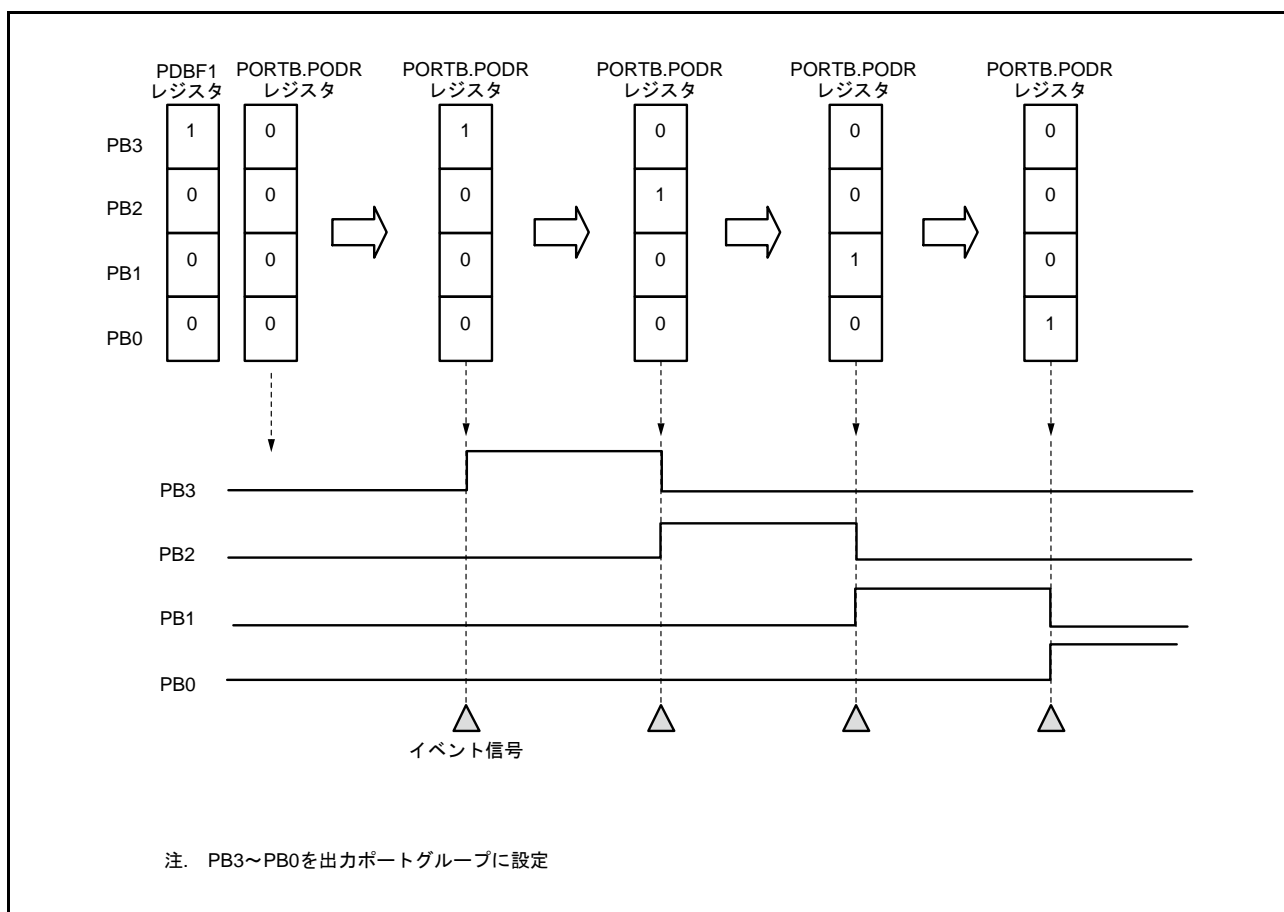 PDBF1 PORTB.PODR PORTB.PODR PORTB.PODR PORTB.PODR PORTB.PODR
レジスタ レジスタ レジスタ レジスタ レジスタ レジスタ
PB3 1 0 1 0 0 0
PB2 0 0 0 1 0 0
PB1 0 0 0 0 1 0
PB0 0 0 0 0 0 1
PB3
PB2
PB1
PB0
イベント信号
注. PB3～PB0を出力ポートグループに設定